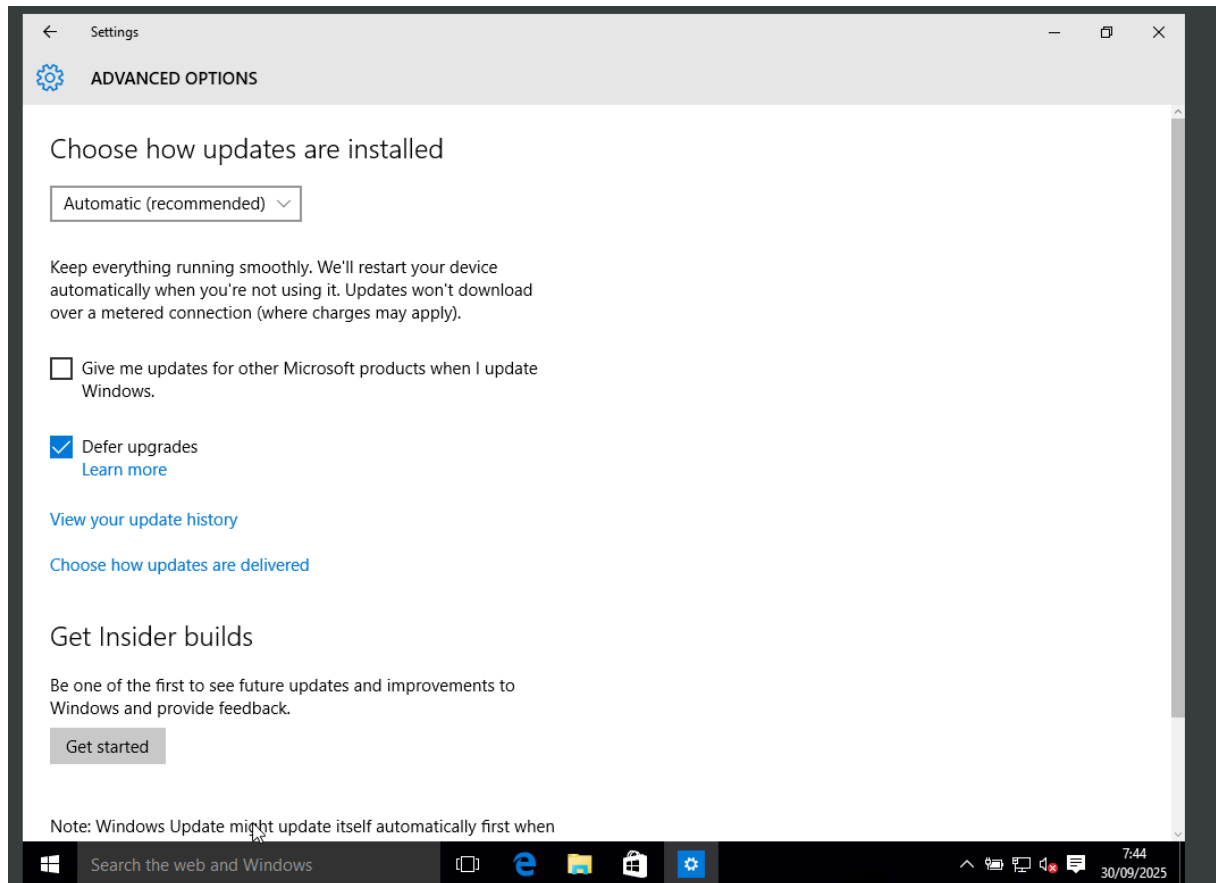 Settings
ADVANCED OPTIONS
Choose how updates are installed
Automatic (recommended)
Keep everything running smoothly. We'll restart your device
automatically when you're not using it. Updates won't download
over a metered connection (where charges may apply).
Give me updates for other Microsoft products when I update
Windows.
Defer upgrades
Learn more
View your update history
Choose how updates are delivered
Get Insider builds
Be one of the first to see future updates and improvements to
Windows and provide feedback.
Get started
Note: Windows Update might update itself automatically first when
Search the web and Windows
7:44
30/09/2025